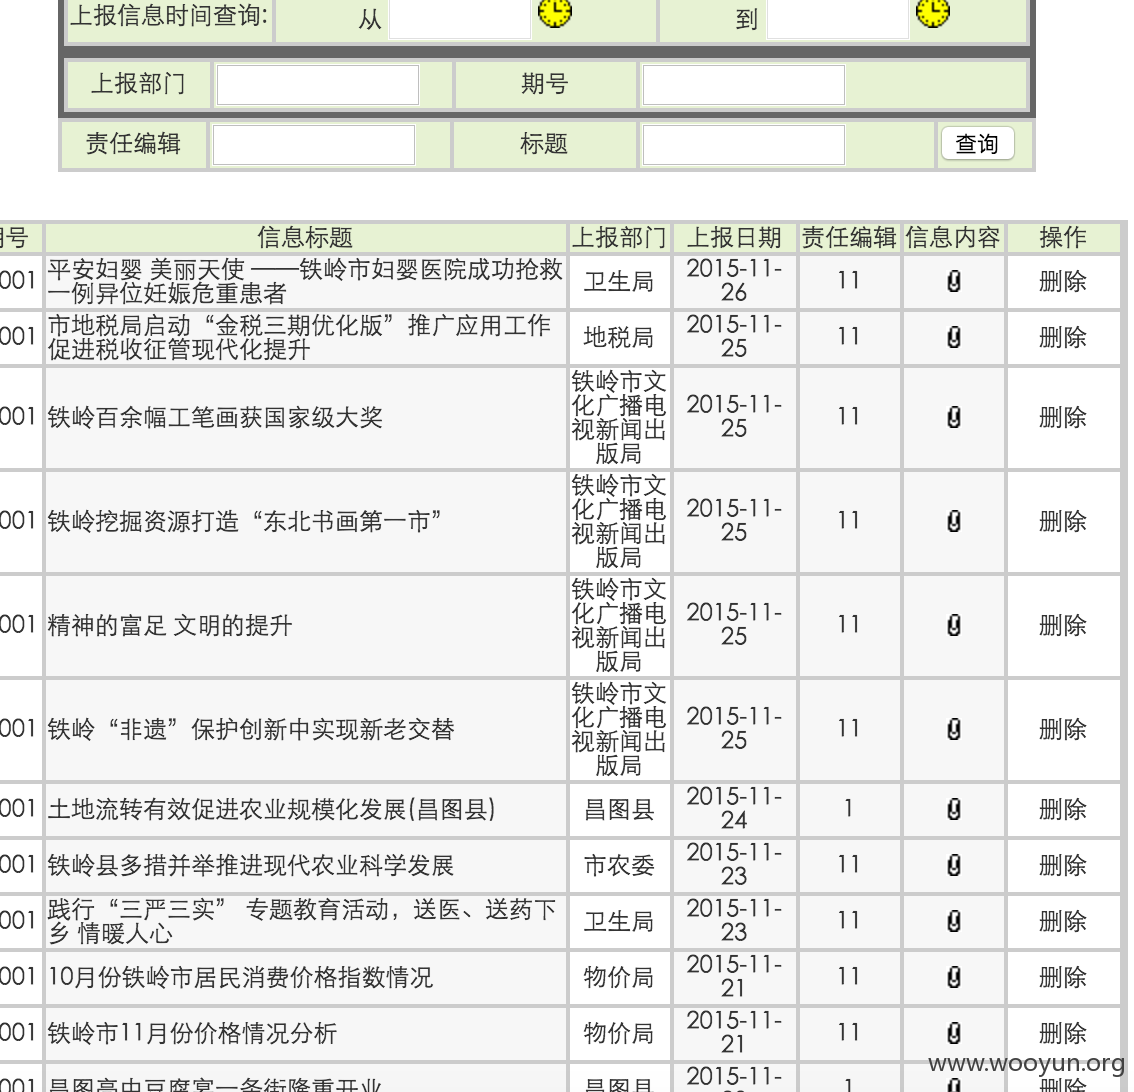 上报信息时间查询: 从 到
上报部门 期号
责任编辑 标题 查询
号 信息标题 上报部门 上报日期 责任编辑 信息内容 操作
001 平安妇婴 美丽天使 ——铁岭市妇婴医院成功抢救一例异位妊娠危重患者 卫生局 2015-11-26 11 删除
001 市地税局启动“金税三期优化版”推广应用工作 促进税收征管现代化提升 地税局 2015-11-25 11 删除
001 铁岭百余幅工笔画获国家级大奖 铁岭市文化广播电视新闻出版局 2015-11-25 11 删除
001 铁岭挖掘资源打造“东北书画第一市” 铁岭市文化广播电视新闻出版局 2015-11-25 11 删除
001 精神的富足 文明的提升 铁岭市文化广播电视新闻出版局 2015-11-25 11 删除
001 铁岭“非遗”保护创新中实现新老交替 铁岭市文化广播电视新闻出版局 2015-11-25 11 删除
001 土地流转有效促进农业规模化发展(昌图县) 昌图县 2015-11-24 1 删除
001 铁岭县多措并举推进现代农业科学发展 市农委 2015-11-23 11 删除
001 践行“三严三实” 专题教育活动，送医、送药下乡 情暖人心 卫生局 2015-11-23 11 删除
001 10月份铁岭市居民消费价格指数情况 物价局 2015-11-21 11 删除
001 铁岭市11月份价格情况分析 物价局 2015-11-21 11 删除
001 昌图亮中豆腐宴一条街隆重开业 昌图县 2015-11- 1 删除
www.wooyun.org